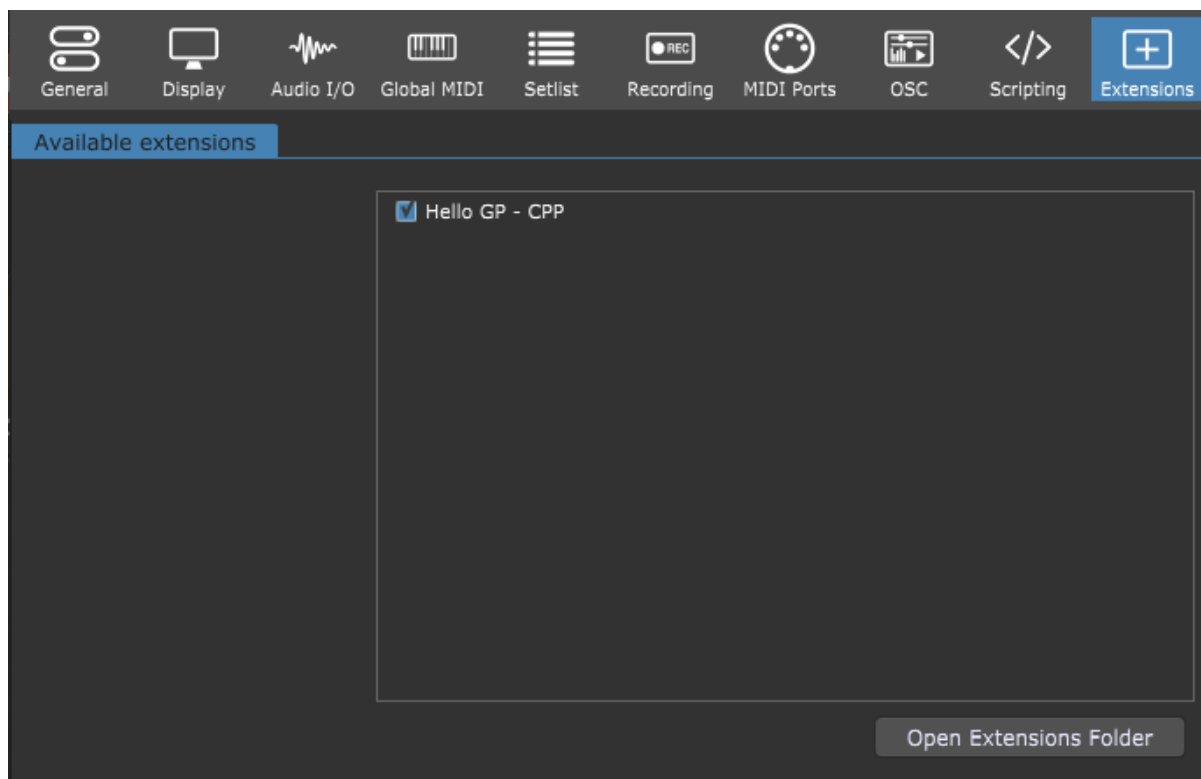 REC
General Display Audio I/O Global MIDI Setlist Recording MIDI Ports OSC Scripting Extensions
Available extensions
Hello GP - CPP
Open Extensions Folder